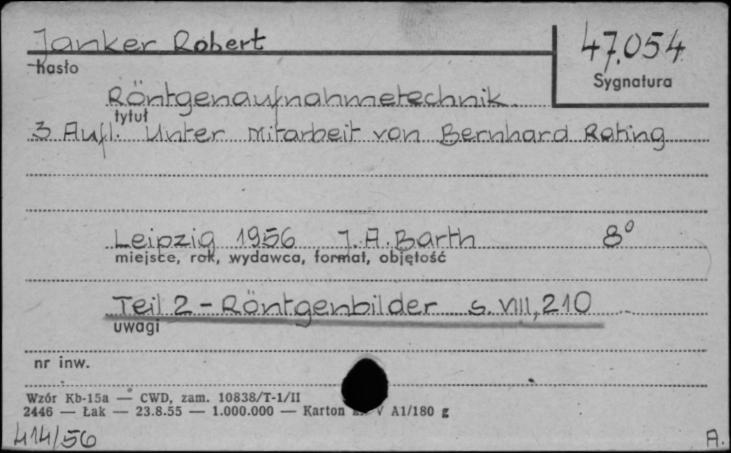 Janker Robert
47.054
hasło
Sygnatura
Röntgenaufnahmetechnik.
tytuł
3 Aufl. Unter Mitarbeit von Bernhard Rating
Leipzig 1956 J. A. Barth 8°
miejsce, rok, wydawca, format, objętość
Teil 2 - Röntgenbilder s. VIII, 210
uwagi
nr inw.
Wzór Kb-15a — CWD, zam. 10838/T-1/II
2446 — Łak — 23.8.55 — 1.000.000 — Karton V A1/180 g
414/56
A.